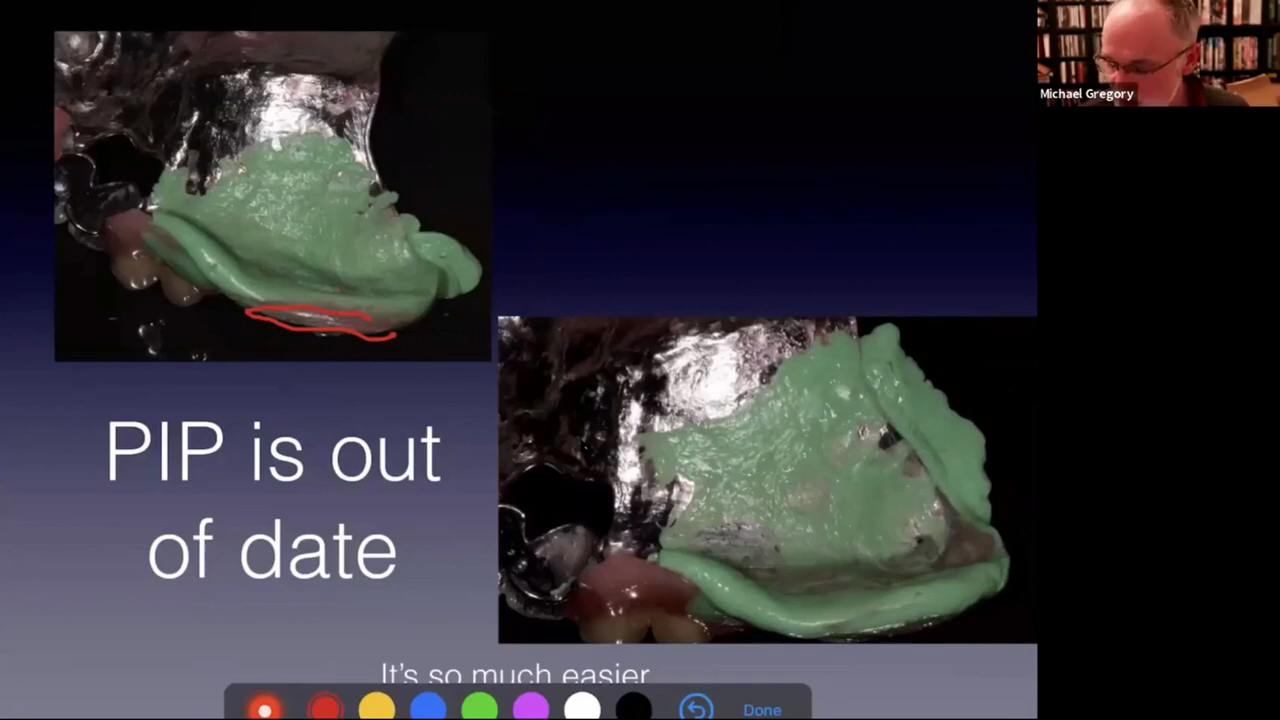 Michael Gregory
PIP is out
of date
It's so much easier
Done